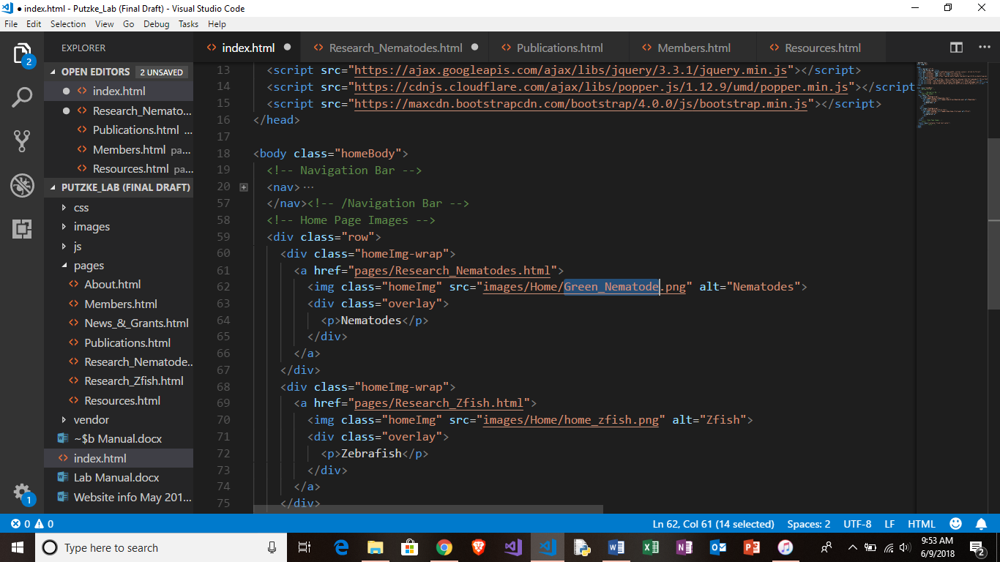 ● index.html - Putzke_Lab (Final Draft) - Visual Studio Code
File Edit Selection View Go Debug Tasks Help
2
EXPLORER
OPEN EDITORS 2 UNSAVED
index.html
Research_Nemato...
Publications.html ...
Members.html pa...
Resources.html pa...
PUTZKE_LAB (FINAL DRAFT)
css
images
js
pages
About.html
Members.html
News_&_Grants.html
Publications.html
Research_Nematode...
Research_Zfish.html
Resources.html
vendor
~$b Manual.docx
index.html
Lab Manual.docx
Website info May 201...
1
index.html Research_Nematodes.html Publications.html Members.html Resources.html
13 <script src="https://ajax.googleapis.com/ajax/libs/jquery/3.3.1/jquery.min.js"></script>
14 <script src="https://cdnjs.cloudflare.com/ajax/libs/popper.js/1.12.9/umd/popper.min.js"></script
15 <script src="https://maxcdn.bootstrapcdn.com/bootstrap/4.0.0/js/bootstrap.min.js"></script>
16 </head>
17
18 <body class="homeBody">
19 <!-- Navigation Bar -->
20 <nav>...
57 </nav><!-- /Navigation Bar -->
58 <!-- Home Page Images -->
59 <div class="row">
60 <div class="homeImg-wrap">
61 <a href="pages/Research_Nematodes.html">
62 <img class="homeImg" src="images/Home/Green_Nematode.png" alt="Nematodes">
63 <div class="overlay">
64 <p>Nematodes</p>
65 </div>
66 </a>
67 </div>
68 <div class="homeImg-wrap">
69 <a href="pages/Research_Zfish.html">
70 <img class="homeImg" src="images/Home/home_zfish.png" alt="Zfish">
71 <div class="overlay">
72 <p>Zebrafish</p>
73 </div>
74 </a>
75 </div>
0 0 Ln 62, Col 61 (14 selected) Spaces: 2 UTF-8 LF HTML
Type here to search
9:53 AM
6/9/2018
2